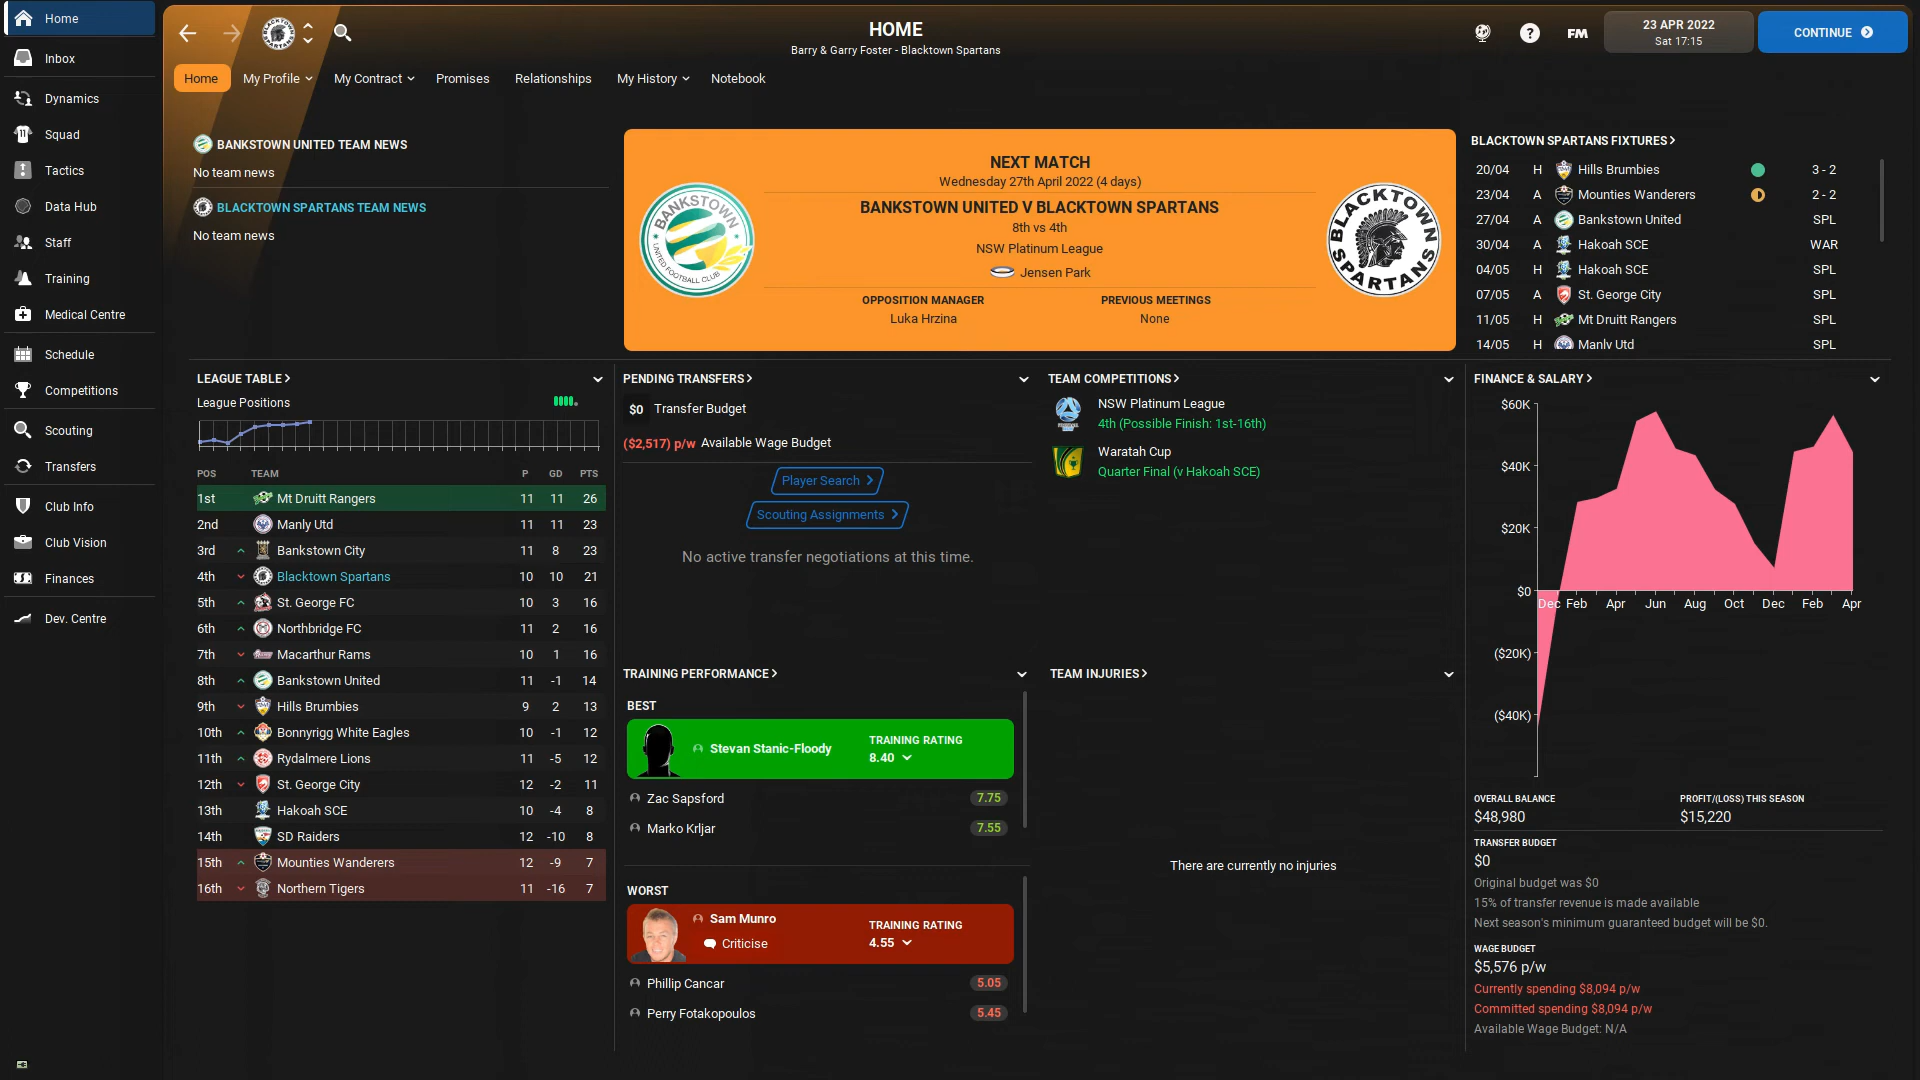 Home
Inbox
Dynamics
Squad
Tactics
Data Hub
Staff
Training
Medical Centre
Schedule
Competitions
Scouting
Transfers
Club Info
Club Vision
Finances
Dev. Centre
HOME
Barry & Garry Foster - Blacktown Spartans
FM
23 APR 2022
Sat 17:15
CONTINUE
Home My Profile My Contract Promises Relationships My History Notebook
BANKSTOWN UNITED TEAM NEWS
No team news
BLACKTOWN SPARTANS TEAM NEWS
No team news
BANKSTOWN
UNITED FOOTBALL CLUB
NEXT MATCH
Wednesday 27th April 2022 (4 days)
BANKSTOWN UNITED V BLACKTOWN SPARTANS
8th vs 4th
NSW Platinum League
Jensen Park
OPPOSITION MANAGER
Luka Hrzina
PREVIOUS MEETINGS
None
BLACKTOWN
SPARTANS
BLACKTOWN SPARTANS FIXTURES
20/04 H Hills Brumbies 3 - 2
23/04 A Mounties Wanderers 2 - 2
27/04 A Bankstown United SPL
30/04 A Hakoah SCE WAR
04/05 H Hakoah SCE SPL
07/05 A St. George City SPL
11/05 H Mt Druitt Rangers SPL
14/05 H Manly Utd SPL
LEAGUE TABLE
League Positions
POS TEAM P GD PTS
1st Mt Druitt Rangers 11 11 26
2nd Manly Utd 11 11 23
3rd Bankstown City 11 8 23
4th Blacktown Spartans 10 10 21
5th St. George FC 10 3 16
6th Northbridge FC 11 2 16
7th Macarthur Rams 10 1 16
8th Bankstown United 11 -1 14
9th Hills Brumbies 9 2 13
10th Bonnyrigg White Eagles 10 -1 12
11th Rydalmere Lions 11 -5 12
12th St. George City 12 -2 11
13th Hakoah SCE 10 -4 8
14th SD Raiders 12 -10 8
15th Mounties Wanderers 12 -9 7
16th Northern Tigers 11 -16 7
PENDING TRANSFERS
$0 Transfer Budget
($2,517) p/w Available Wage Budget
Player Search
Scouting Assignments
No active transfer negotiations at this time.
TEAM COMPETITIONS
NSW Platinum League
4th (Possible Finish: 1st-16th)
Waratah Cup
Quarter Final (v Hakoah SCE)
TRAINING PERFORMANCE
BEST
Stevan Stanic-Floody
TRAINING RATING
8.40
Zac Sapsford 7.75
Marko Krljar 7.55
WORST
Sam Munro
Criticise
TRAINING RATING
4.55
Phillip Cancar 5.05
Perry Fotakopoulos 5.45
TEAM INJURIES
There are currently no injuries
FINANCE & SALARY
$60K
$40K
$20K
$0
Dec Feb Apr Jun Aug Oct Dec Feb Apr
($20K)
($40K)
OVERALL BALANCE
$48,980
PROFIT/(LOSS) THIS SEASON
$15,220
TRANSFER BUDGET
$0
Original budget was $0
15% of transfer revenue is made available
Next season's minimum guaranteed budget will be $0.
WAGE BUDGET
$5,576 p/w
Currently spending $8,094 p/w
Committed spending $8,094 p/w
Available Wage Budget: N/A